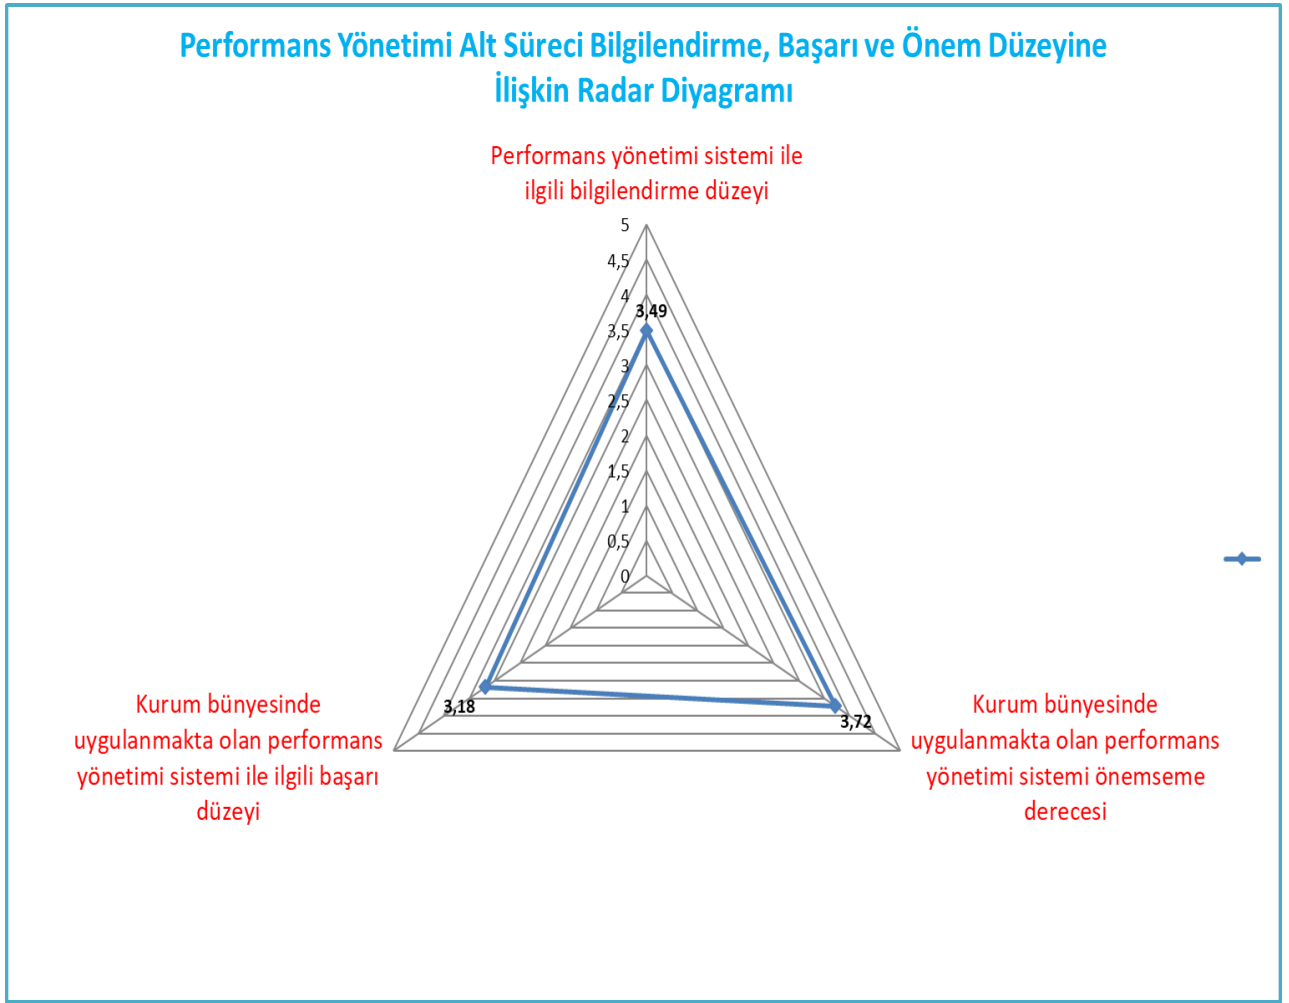 Performans Yönetimi Alt Süreci Bilgilendirme, Başarı ve Önem Düzeyine
İlişkin Radar Diyagramı
Performans yönetimi sistemi ile
ilgili bilgilendirme düzeyi
5
4,5
4
3,49
3,5
3
2,5
2
1,5
1
0,5
0
3,18
3,72
Kurum bünyesinde
uygulanmakta olan performans
yönetimi sistemi ile ilgili başarı
düzeyi
Kurum bünyesinde
uygulanmakta olan performans
yönetimi sistemi önemseme
derecesi